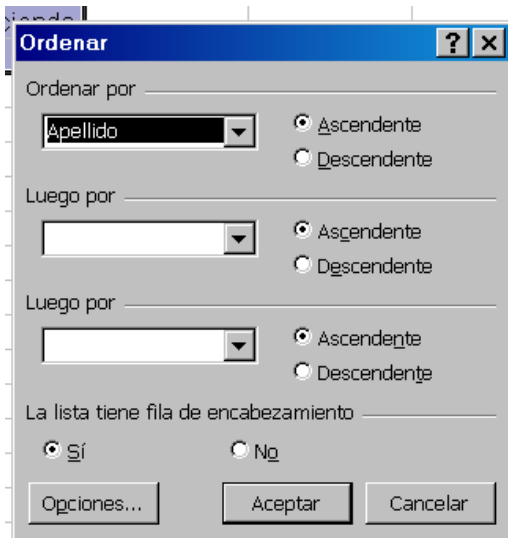 Ordenar
Ordenar por
Apellido
Ascendente
Descendente
Luego por
Ascendente
Descendente
Luego por
Ascendente
Descendente
La lista tiene fila de encabezamiento
Sí No
Opciones... Aceptar Cancelar